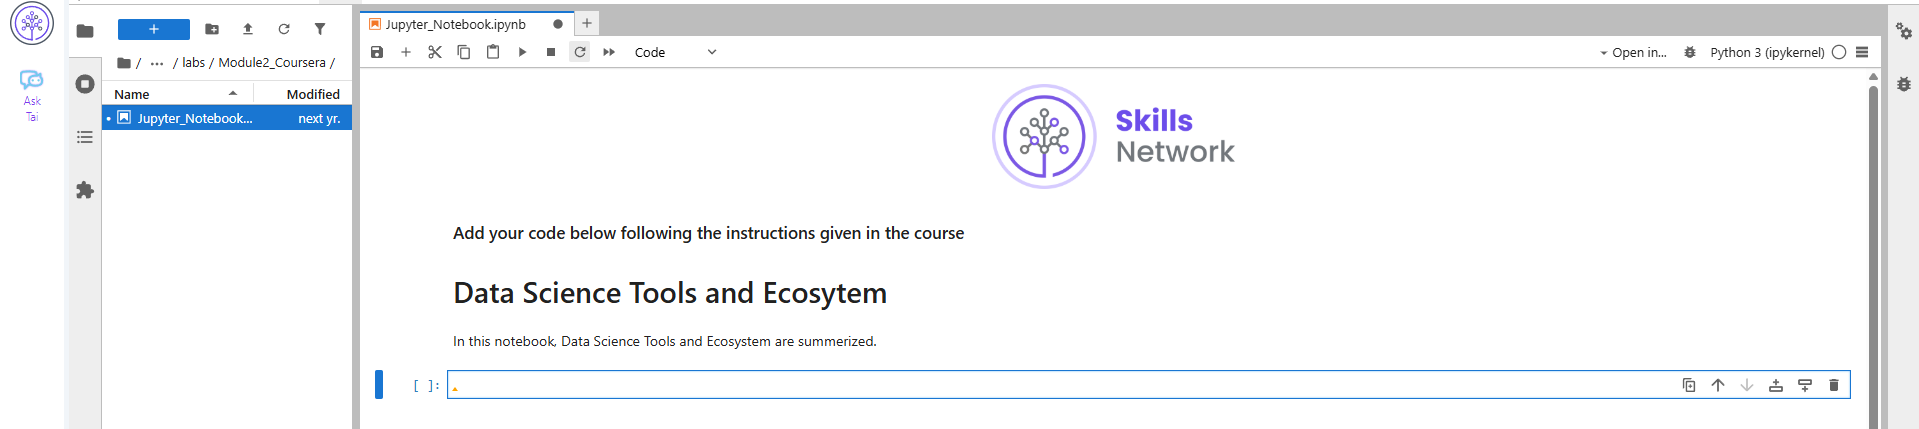 Ask
Tai
/ ··· / labs / Module2_Coursera /
Name Modified
Jupyter_Notebook... next yr.
Jupyter_Notebook.ipynb
Code
Open in...
Python 3 (ipykernel)
Skills
Network
Add your code below following the instructions given in the course
Data Science Tools and Ecosytem
In this notebook, Data Science Tools and Ecosystem are summerized.
[ ]: